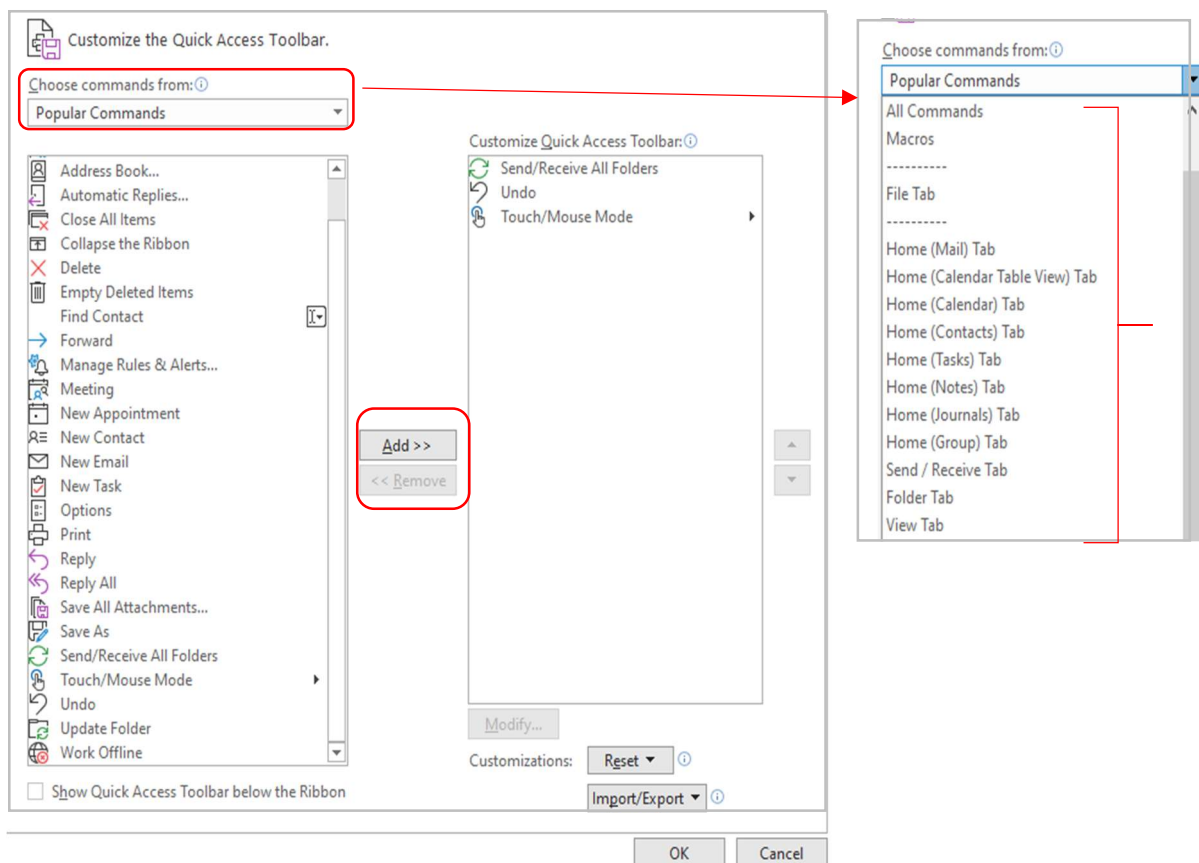 Customize the Quick Access Toolbar.
Choose commands from:
Popular Commands
Address Book...
Automatic Replies...
Close All Items
Collapse the Ribbon
Delete
Empty Deleted Items
Find Contact
Forward
Manage Rules & Alerts...
Meeting
New Appointment
New Contact
New Email
New Task
Options
Print
Reply
Reply All
Save All Attachments...
Save As
Send/Receive All Folders
Touch/Mouse Mode
Undo
Update Folder
Work Offline
Show Quick Access Toolbar below the Ribbon
Add >>
<< Remove
Customize Quick Access Toolbar:
Send/Receive All Folders
Undo
Touch/Mouse Mode
Modify...
Customizations:
Reset
Import/Export
OK
Cancel
Choose commands from:
Popular Commands
All Commands
Macros
----------
File Tab
----------
Home (Mail) Tab
Home (Calendar Table View) Tab
Home (Calendar) Tab
Home (Contacts) Tab
Home (Tasks) Tab
Home (Notes) Tab
Home (Journals) Tab
Home (Group) Tab
Send / Receive Tab
Folder Tab
View Tab